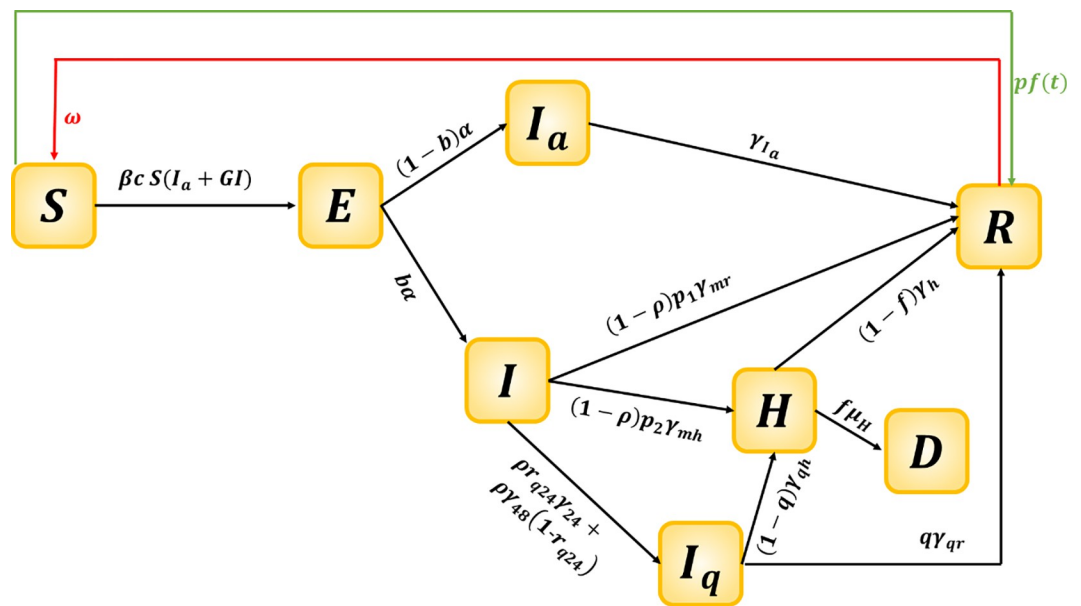 pf(t)
ω
I_a
(1 − b)α
γ_{I_a}
βc S(I_a + GI)
S
E
R
bα
(1 − ρ)p_1γ_{mr}
(1 − f)γ_h
I
H
(1 − ρ)p_2γ_{mh}
fμ_H
D
ρr_{q24}γ_{24} +
ργ_{48}(1-r_{q24})
(1 − q)γ_{qh}
qγ_{qr}
I_q